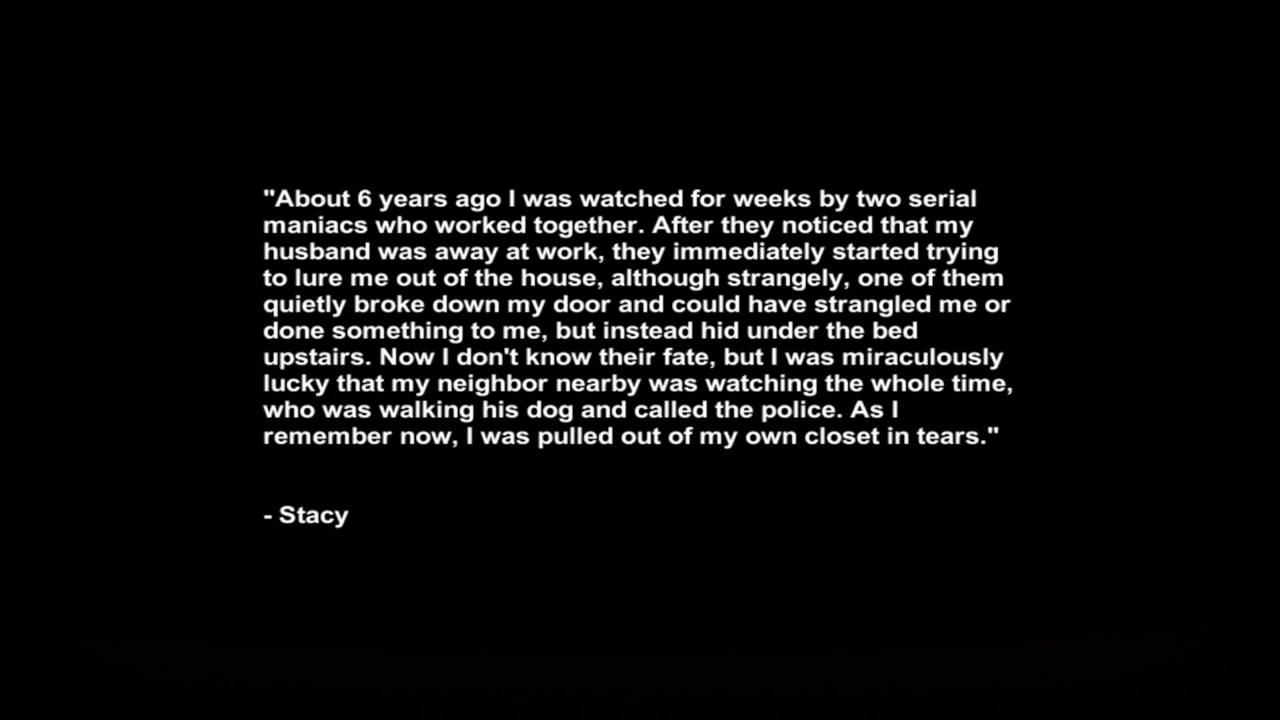 "About 6 years ago I was watched for weeks by two serial
maniacs who worked together. After they noticed that my
husband was away at work, they immediately started trying
to lure me out of the house, although strangely, one of them
quietly broke down my door and could have strangled me or
done something to me, but instead hid under the bed
upstairs. Now I don't know their fate, but I was miraculously
lucky that my neighbor nearby was watching the whole time,
who was walking his dog and called the police. As I
remember now, I was pulled out of my own closet in tears."
- Stacy